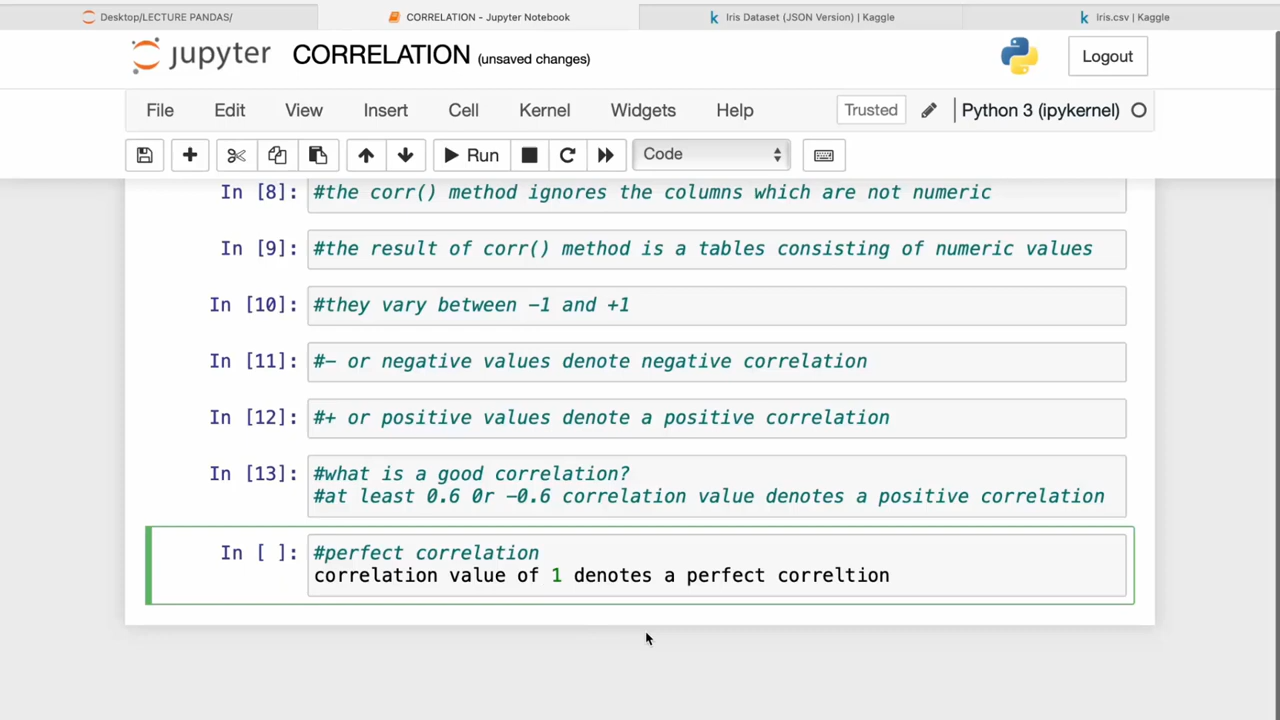 Desktop/LECTURE PANDAS/
CORRELATION - Jupyter Notebook
Iris Dataset (JSON Version) | Kaggle
Iris.csv | Kaggle
jupyter CORRELATION (unsaved changes)
Logout
File Edit View Insert Cell Kernel Widgets Help
Trusted
Python 3 (ipykernel)
Run
Code
In [8]: #the corr() method ignores the columns which are not numeric
In [9]: #the result of corr() method is a tables consisting of numeric values
In [10]: #they vary between -1 and +1
In [11]: #- or negative values denote negative correlation
In [12]: #+ or positive values denote a positive correlation
In [13]: #what is a good correlation?
#at least 0.6 0r -0.6 correlation value denotes a positive correlation
In [ ]: #perfect correlation
correlation value of 1 denotes a perfect correltion